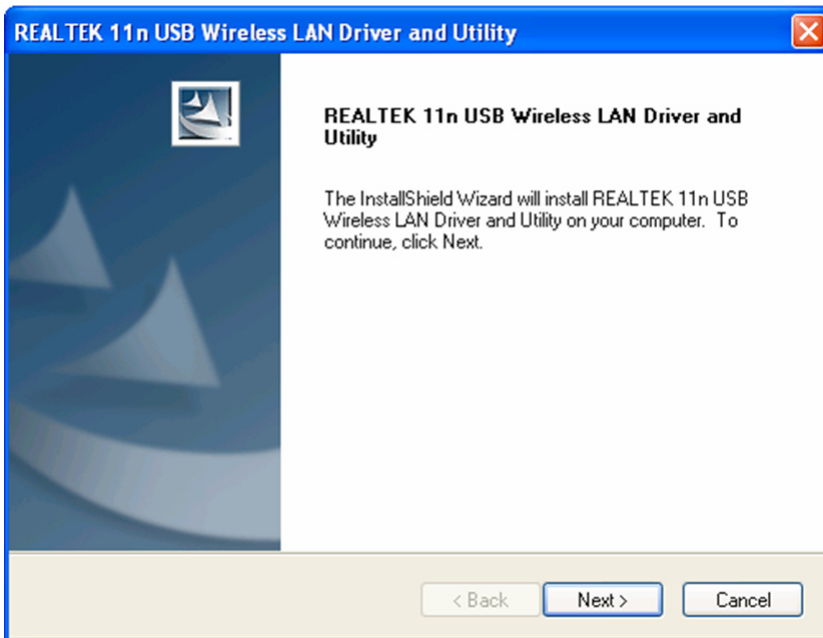 REALTEK 11n USB Wireless LAN Driver and Utility
REALTEK 11n USB Wireless LAN Driver and
Utility
The InstallShield Wizard will install REALTEK 11n USB
Wireless LAN Driver and Utility on your computer.  To
continue, click Next.
< Back
Next >
Cancel